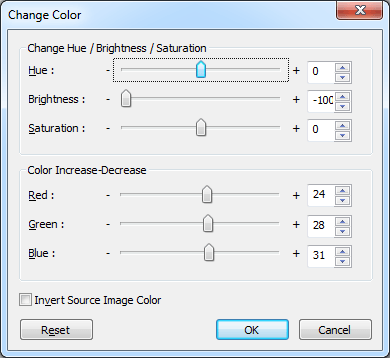 Change Color
Change Hue / Brightness / Saturation
Hue : - + 0
Brightness : - + -100
Saturation : - + 0
Color Increase-Decrease
Red : - + 24
Green : - + 28
Blue : - + 31
Invert Source Image Color
Reset OK Cancel